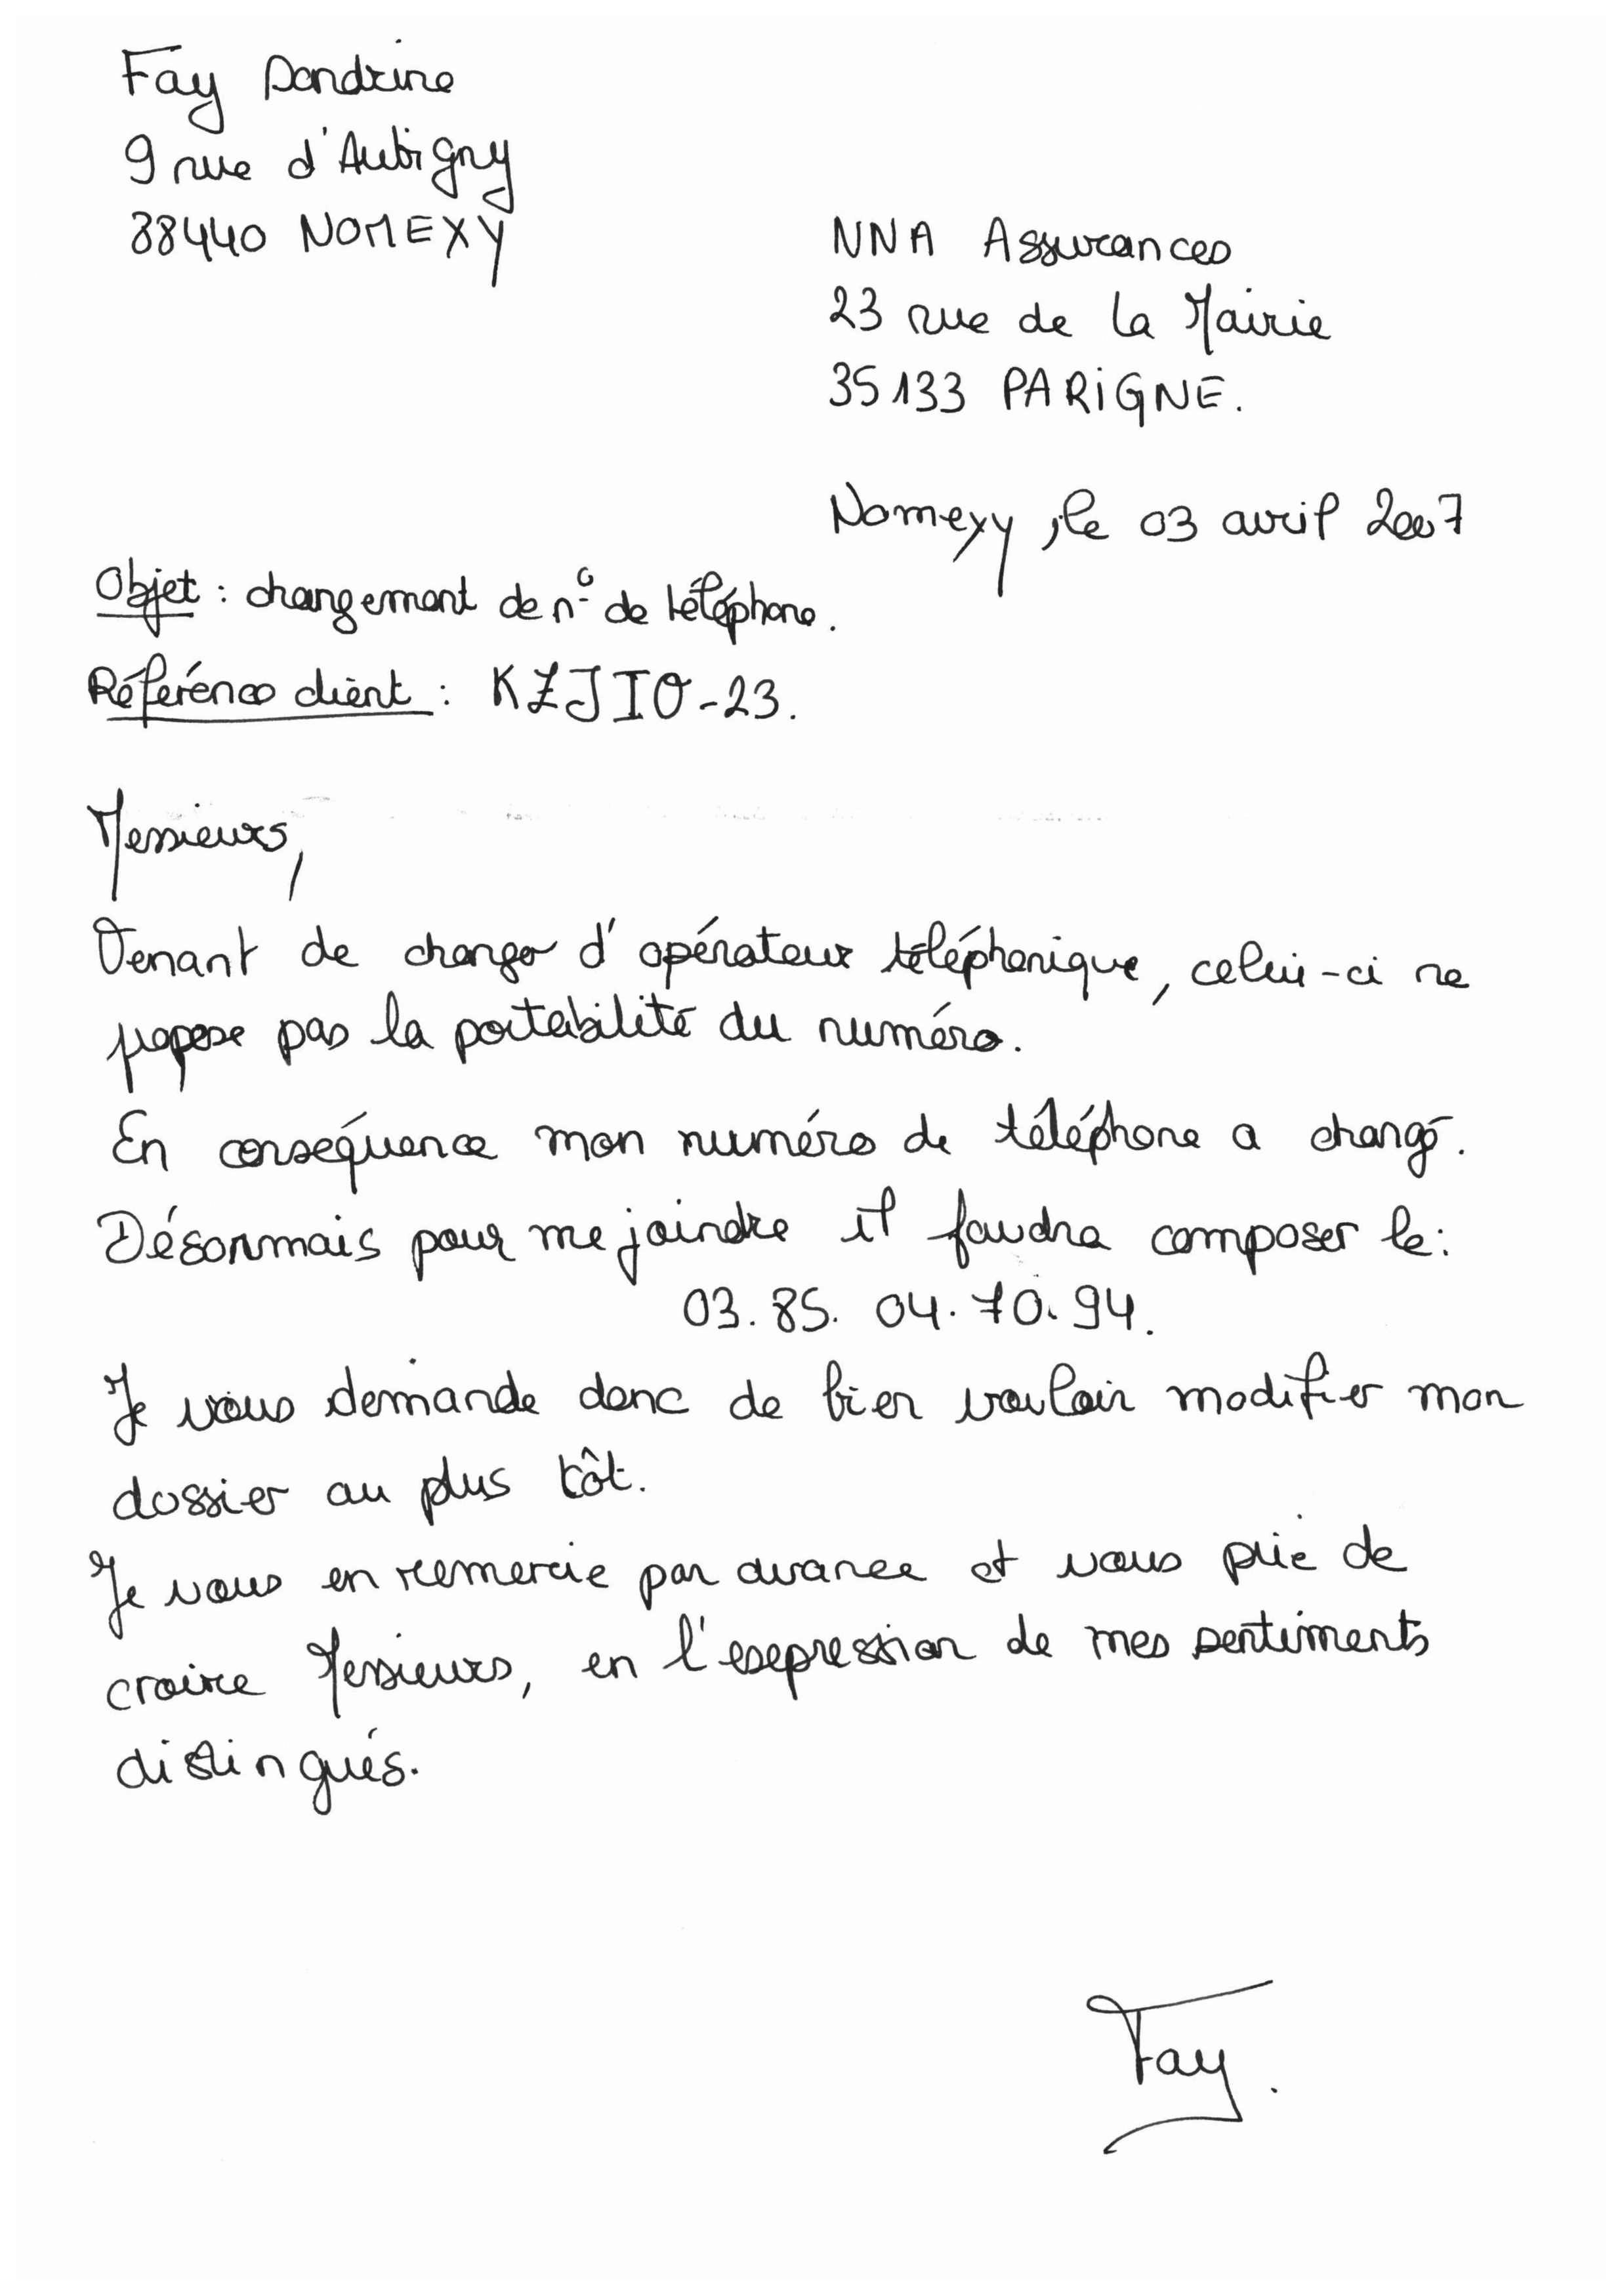 Fay Sandrine
9 rue d'Aubigny
88440 NOMEXY
NNA Assurances
23 rue de la Mairie
35133 PARIGNE.
Nomexy, le 03 avril 2007
Objet : changement de n° de téléphone.
Référence client : KZJIO-23.
Messieurs,
Venant de changer d'opérateur téléphonique, celui-ci ne
propose pas la portabilité du numéro.
En conséquence mon numéro de téléphone a changé.
Désormais pour me joindre il faudra composer le :
03.85.04.70.94.
Je vous demande donc de bien vouloir modifier mon
dossier au plus tôt.
Je vous en remercie par avance et vous prie de
croire Messieurs, en l'expression de mes sentiments
distingués.
Fay.